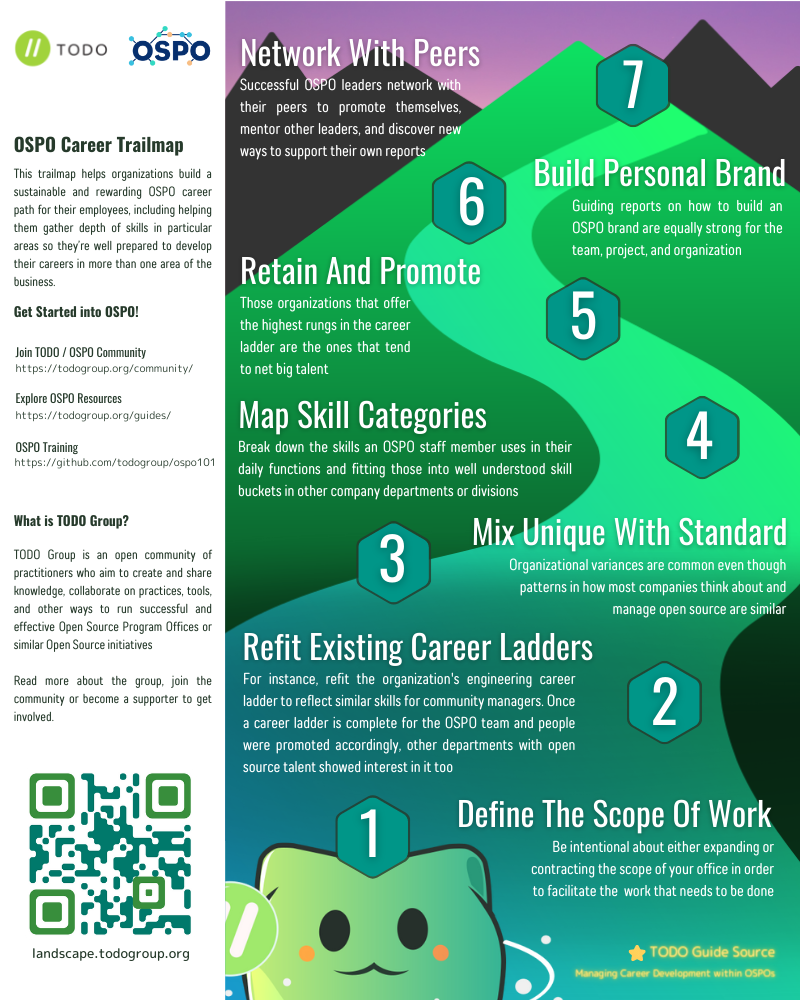 TODO
OSPO
OSPO Career Trailmap
This trailmap helps organizations build a
sustainable and rewarding OSPO career
path for their employees, including helping
them gather depth of skills in particular
areas so they're well prepared to develop
their careers in more than one area of the
business.
Get Started into OSPO!
Join TODO / OSPO Community
https://todogroup.org/community/
Explore OSPO Resources
https://todogroup.org/guides/
OSPO Training
https://github.com/todogroup/ospo101
What is TODO Group?
TODO Group is an open community of
practitioners who aim to create and share
knowledge, collaborate on practices, tools,
and other ways to run successful and
effective Open Source Program Offices or
similar Open Source initiatives
Read more about the group, join the
community or become a supporter to get
involved.
landscape.todogroup.org
Network With Peers
Successful OSPO leaders network with
their peers to promote themselves,
mentor other leaders, and discover new
ways to support their own reports
7
6
Build Personal Brand
Guiding reports on how to build an
OSPO brand are equally strong for the
team, project, and organization
Retain And Promote
Those organizations that offer
the highest rungs in the career
ladder are the ones that tend
to net big talent
5
Map Skill Categories
Break down the skills an OSPO staff member uses in their
daily functions and fitting those into well understood skill
buckets in other company departments or divisions
4
3
Mix Unique With Standard
Organizational variances are common even though
patterns in how most companies think about and
manage open source are similar
Refit Existing Career Ladders
For instance, refit the organization's engineering career
ladder to reflect similar skills for community managers. Once
a career ladder is complete for the OSPO team and people
were promoted accordingly, other departments with open
source talent showed interest in it too
2
1
Define The Scope Of Work
Be intentional about either expanding or
contracting the scope of your office in order
to facilitate the work that needs to be done
TODO Guide Source
Managing Career Development within OSPOs